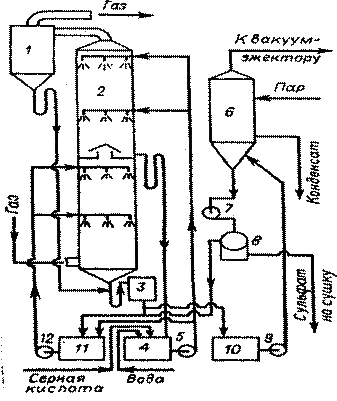 Газ
К вакуум-
эжектору
1
2
6
Пар
Конденсат
Газ
7
8
3
Сульфат
на сушку
12
11
4
5
10
9
Серная
кислота
Вода